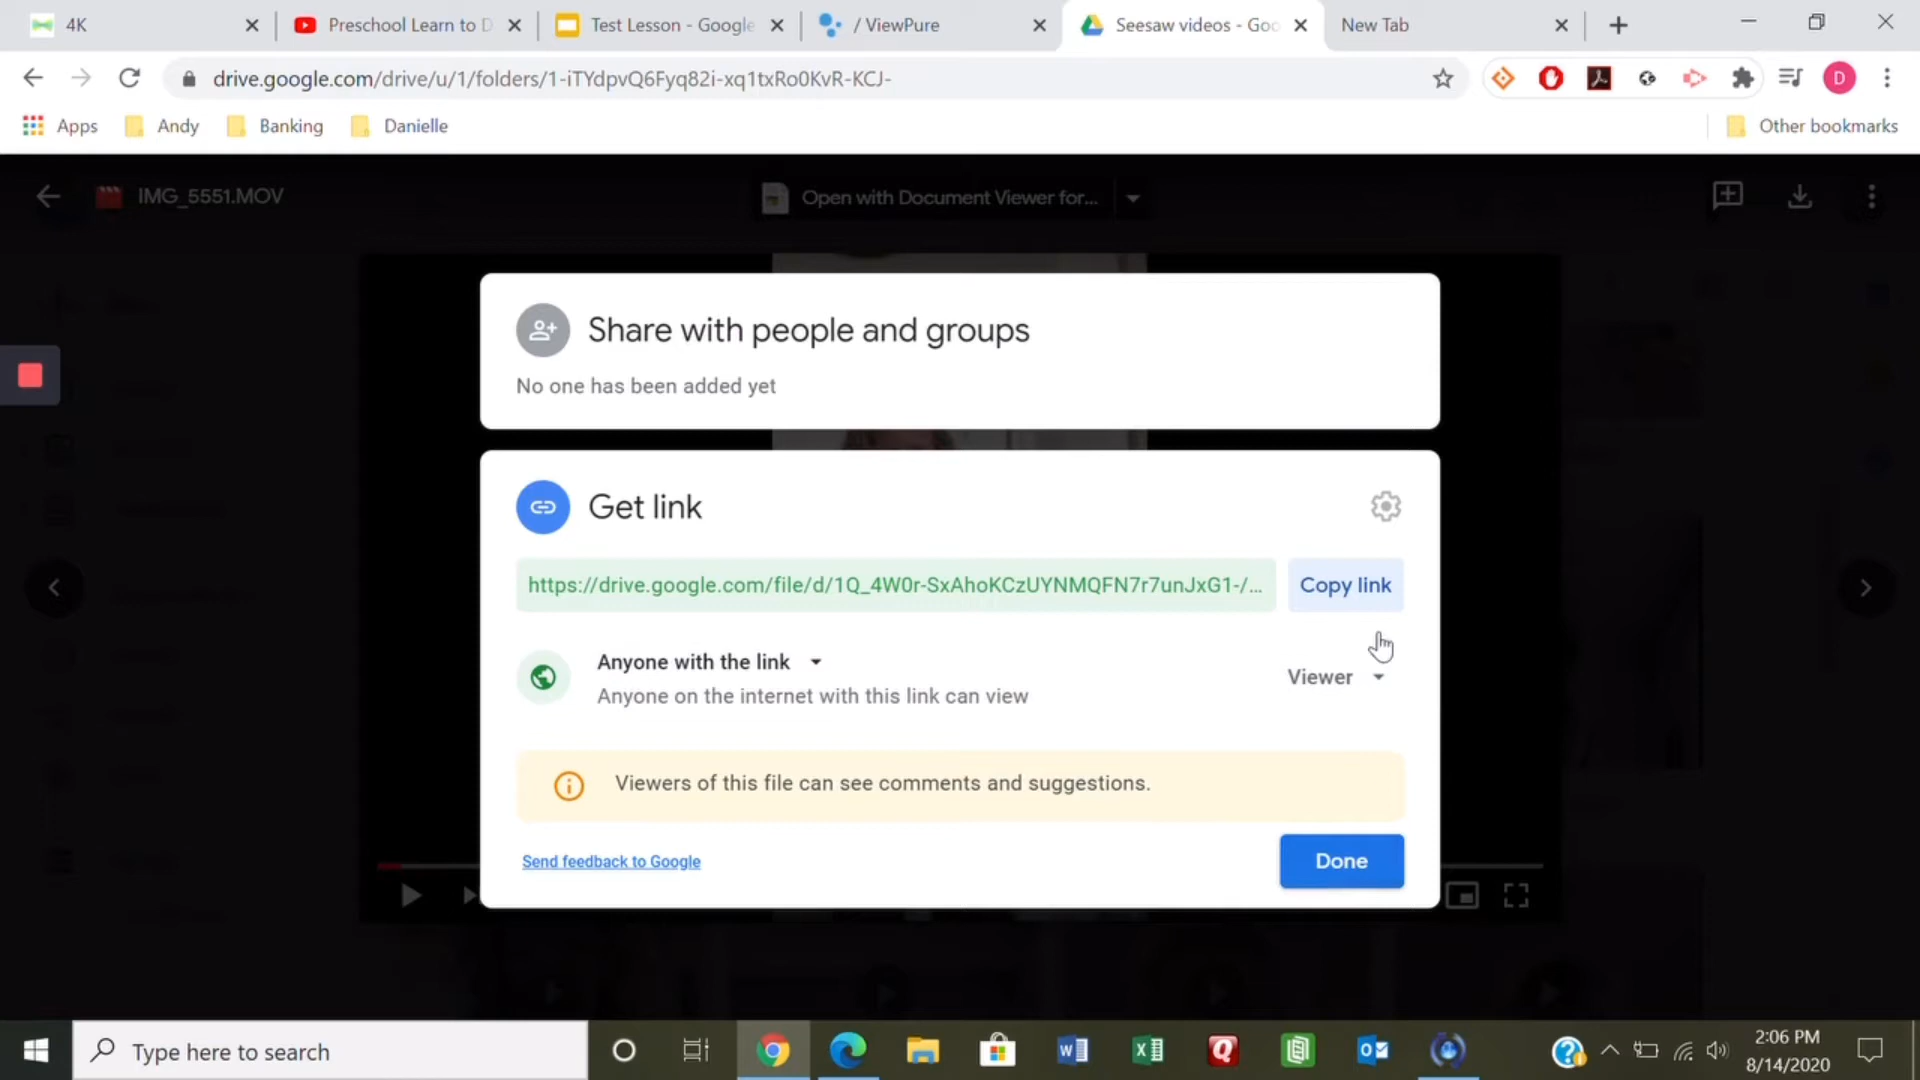 4K
Preschool Learn to D
Test Lesson - Google
/ ViewPure
Seesaw videos - Goo
New Tab
drive.google.com/drive/u/1/folders/1-iTYdpvQ6Fyq82i-xq1txRo0KvR-KCJ-
D
Apps
Andy
Banking
Danielle
Other bookmarks
IMG_5551.MOV
Open with Document Viewer for...
Share with people and groups
No one has been added yet
Get link
https://drive.google.com/file/d/1Q_4W0r-SxAhoKCzUYNMQFN7r7unJxG1-/...
Copy link
Anyone with the link
Anyone on the internet with this link can view
Viewer
Viewers of this file can see comments and suggestions.
Send feedback to Google
Done
Type here to search
2:06 PM
8/14/2020